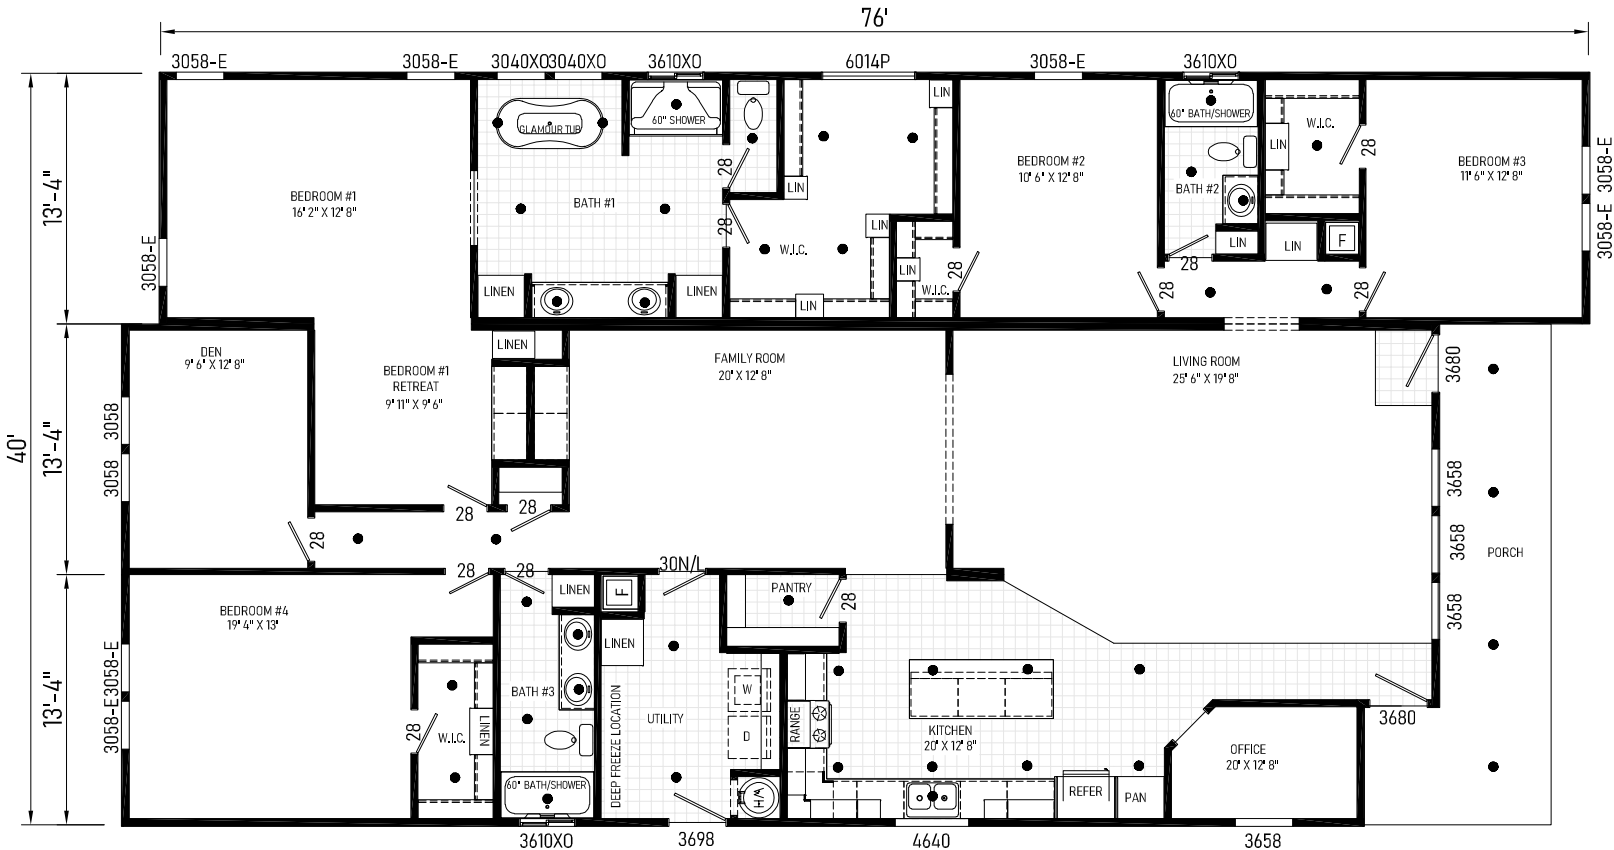 76'
3058-E
3058-E
3040XO
3040XO
3610XO
6014P
3058-E
3610XO
13'-4"
3058-E
BEDROOM #1
16' 2" X 12' 8"
GLAMOUR TUB
60" SHOWER
28
BATH #1
28
LINEN
LINEN
LIN
LIN
LIN
W.I.C.
LIN
LIN
W.I.C.
28
BEDROOM #2
10' 6" X 12' 8"
28
60" BATH/SHOWER
BATH #2
28
LIN
LIN
LIN
W.I.C.
28
F
28
BEDROOM #3
11' 6" X 12' 8"
3058-E
3058-E
40'
13'-4"
3058
3058
DEN
9' 6" X 12' 8"
28
BEDROOM #1
RETREAT
9' 11" X 9' 6"
LINEN
28
28
FAMILY ROOM
20' X 12' 8"
LIVING ROOM
25' 6" X 19' 8"
3680
3658
3658
3658
PORCH
13'-4"
3058-E
3058-E
BEDROOM #4
19' 4" X 13'
28
28
28
W.I.C.
LINEN
LINEN
BATH #3
60" BATH/SHOWER
3610XO
F
30N/L
LINEN
DEEP FREEZE LOCATION
UTILITY
W
D
W/H
3698
PANTRY
28
RANGE
KITCHEN
20' X 12' 8"
REFER
PAN
4640
OFFICE
20' X 12' 8"
3680
3658